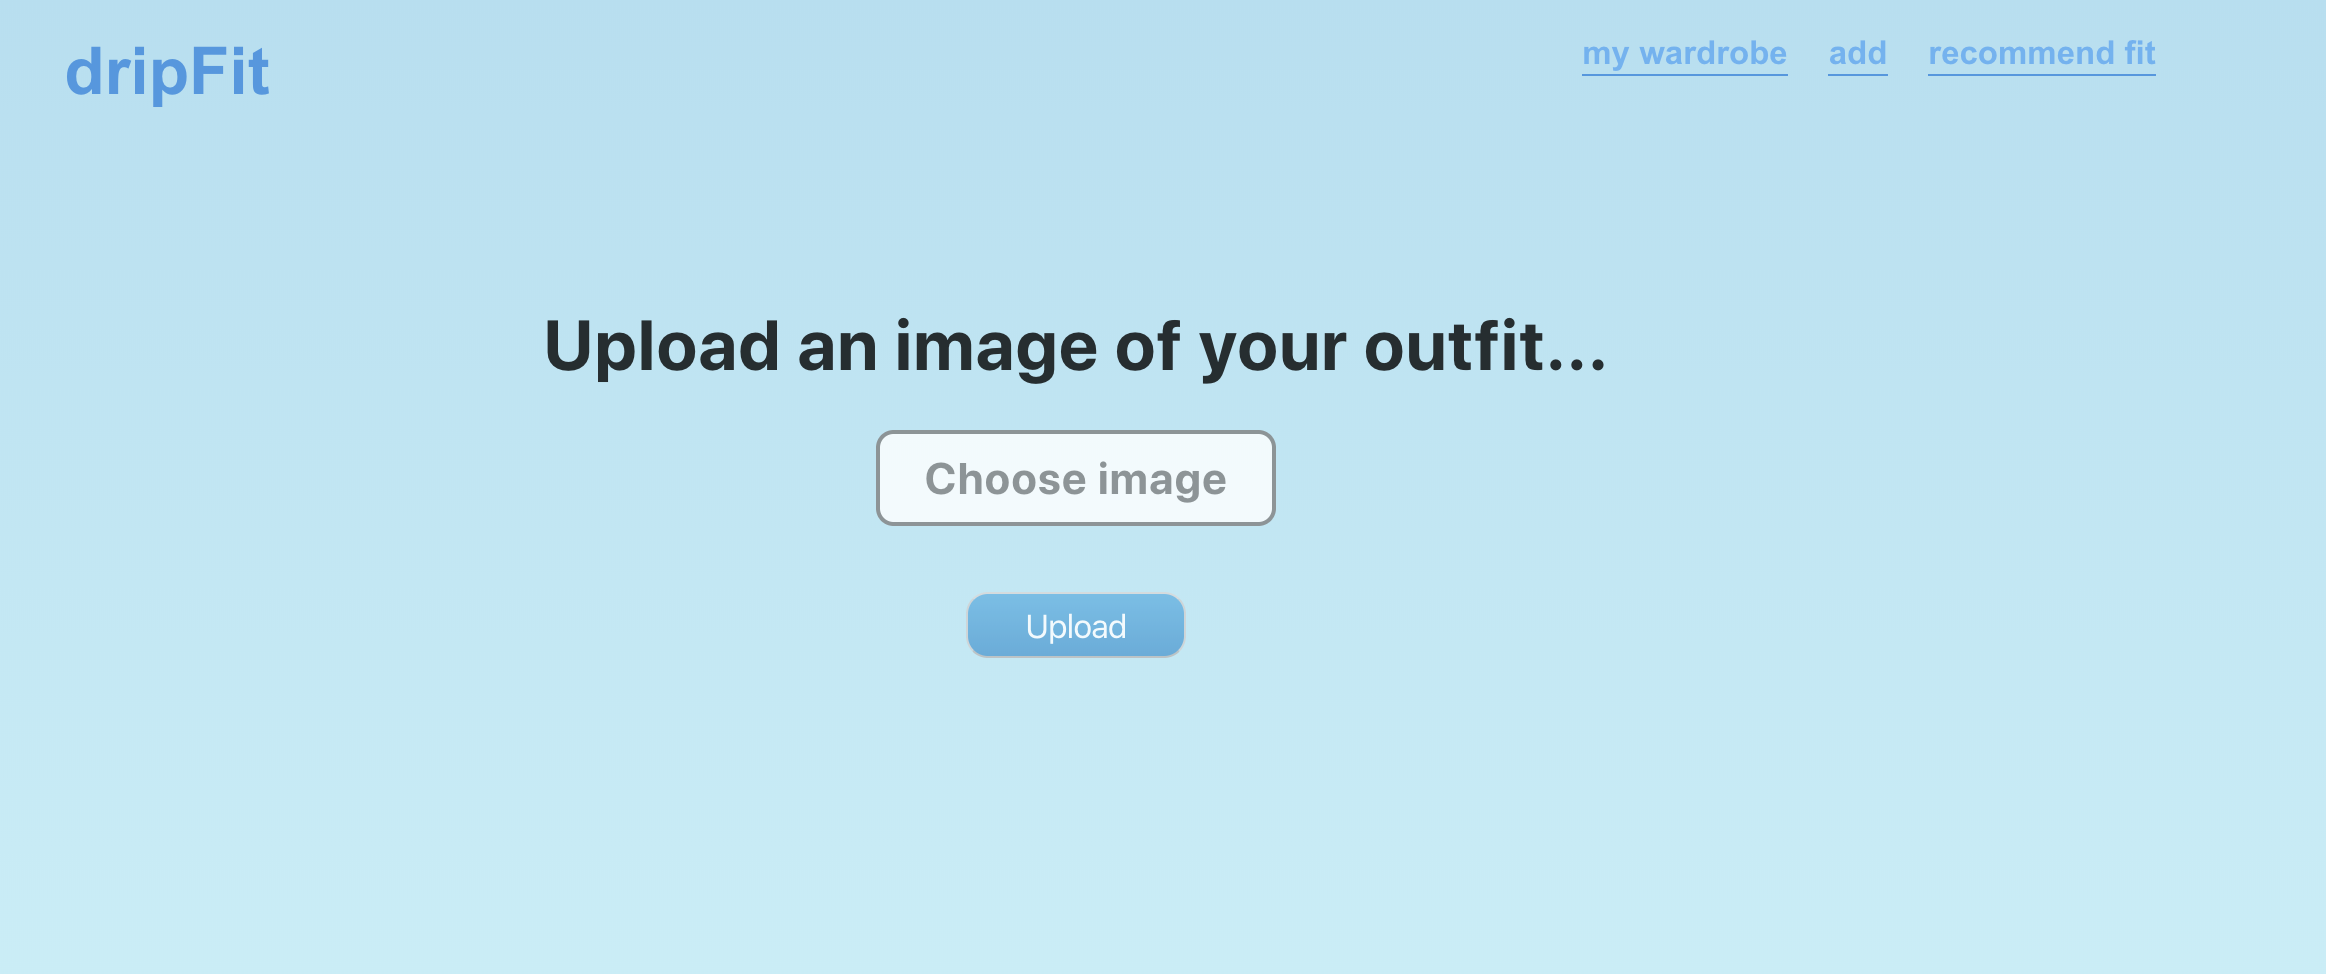 dripFit
my wardrobe add recommend fit
Upload an image of your outfit...
Choose image
Upload